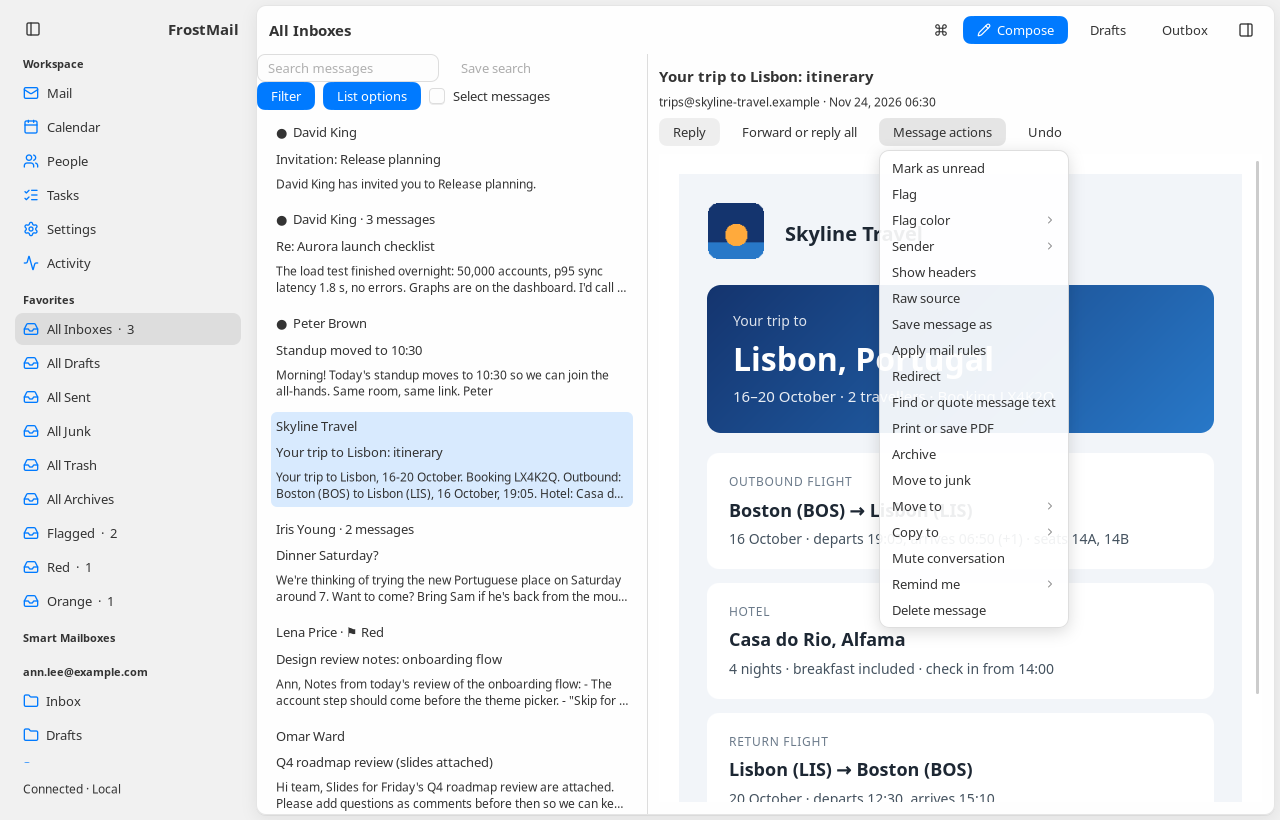 FrostMail
Workspace
Mail
Calendar
People
Tasks
Settings
Activity
Favorites
All Inboxes · 3
All Drafts
All Sent
All Junk
All Trash
All Archives
Flagged · 2
Red · 1
Orange · 1
Smart Mailboxes
ann.lee@example.com
Inbox
Drafts
Connected · Local
All Inboxes
⌘
Compose
Drafts
Outbox
Search messages
Save search
Filter
List options
Select messages
● David King
Invitation: Release planning
David King has invited you to Release planning.
● David King · 3 messages
Re: Aurora launch checklist
The load test finished overnight: 50,000 accounts, p95 sync
latency 1.8 s, no errors. Graphs are on the dashboard. I'd call …
● Peter Brown
Standup moved to 10:30
Morning! Today's standup moves to 10:30 so we can join the
all-hands. Same room, same link. Peter
Skyline Travel
Your trip to Lisbon: itinerary
Your trip to Lisbon, 16-20 October. Booking LX4K2Q. Outbound:
Boston (BOS) to Lisbon (LIS), 16 October, 19:05. Hotel: Casa d…
Iris Young · 2 messages
Dinner Saturday?
We're thinking of trying the new Portuguese place on Saturday
around 7. Want to come? Bring Sam if he's back from the mou…
Lena Price · ⚑ Red
Design review notes: onboarding flow
Ann, Notes from today's review of the onboarding flow: - The
account step should come before the theme picker. - "Skip for …
Omar Ward
Q4 roadmap review (slides attached)
Hi team, Slides for Friday's Q4 roadmap review are attached.
Please add questions as comments before then so we can ke…
Your trip to Lisbon: itinerary
trips@skyline-travel.example · Nov 24, 2026 06:30
Reply
Forward or reply all
Message actions
Undo
Mark as unread
Flag
Flag color
Sender
Show headers
Raw source
Save message as
Apply mail rules
Redirect
Find or quote message text
Print or save PDF
Archive
Move to junk
Move to
Copy to
Mute conversation
Remind me
Delete message
Skyline Travel
Your trip to
Lisbon, Portugal
16–20 October · 2
OUTBOUND FLIGHT
Boston (BOS) → Lisbon (LIS)
16 October · departs 19:05 · arrives 06:50 (+1) · seats 14A, 14B
HOTEL
Casa do Rio, Alfama
4 nights · breakfast included · check in from 14:00
RETURN FLIGHT
Lisbon (LIS) → Boston (BOS)
20 October · departs 12:30, arrives 15:10